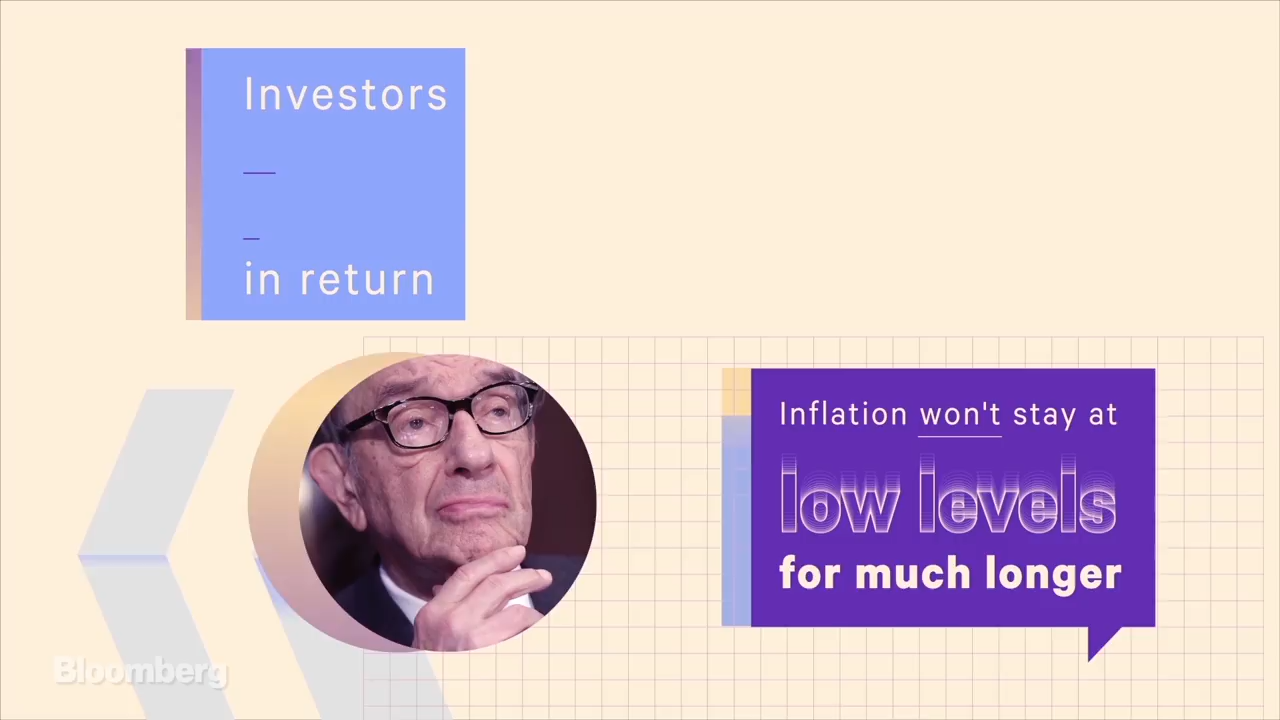 Investors
in return
Inflation won't stay at
low levels
for much longer
Bloomberg